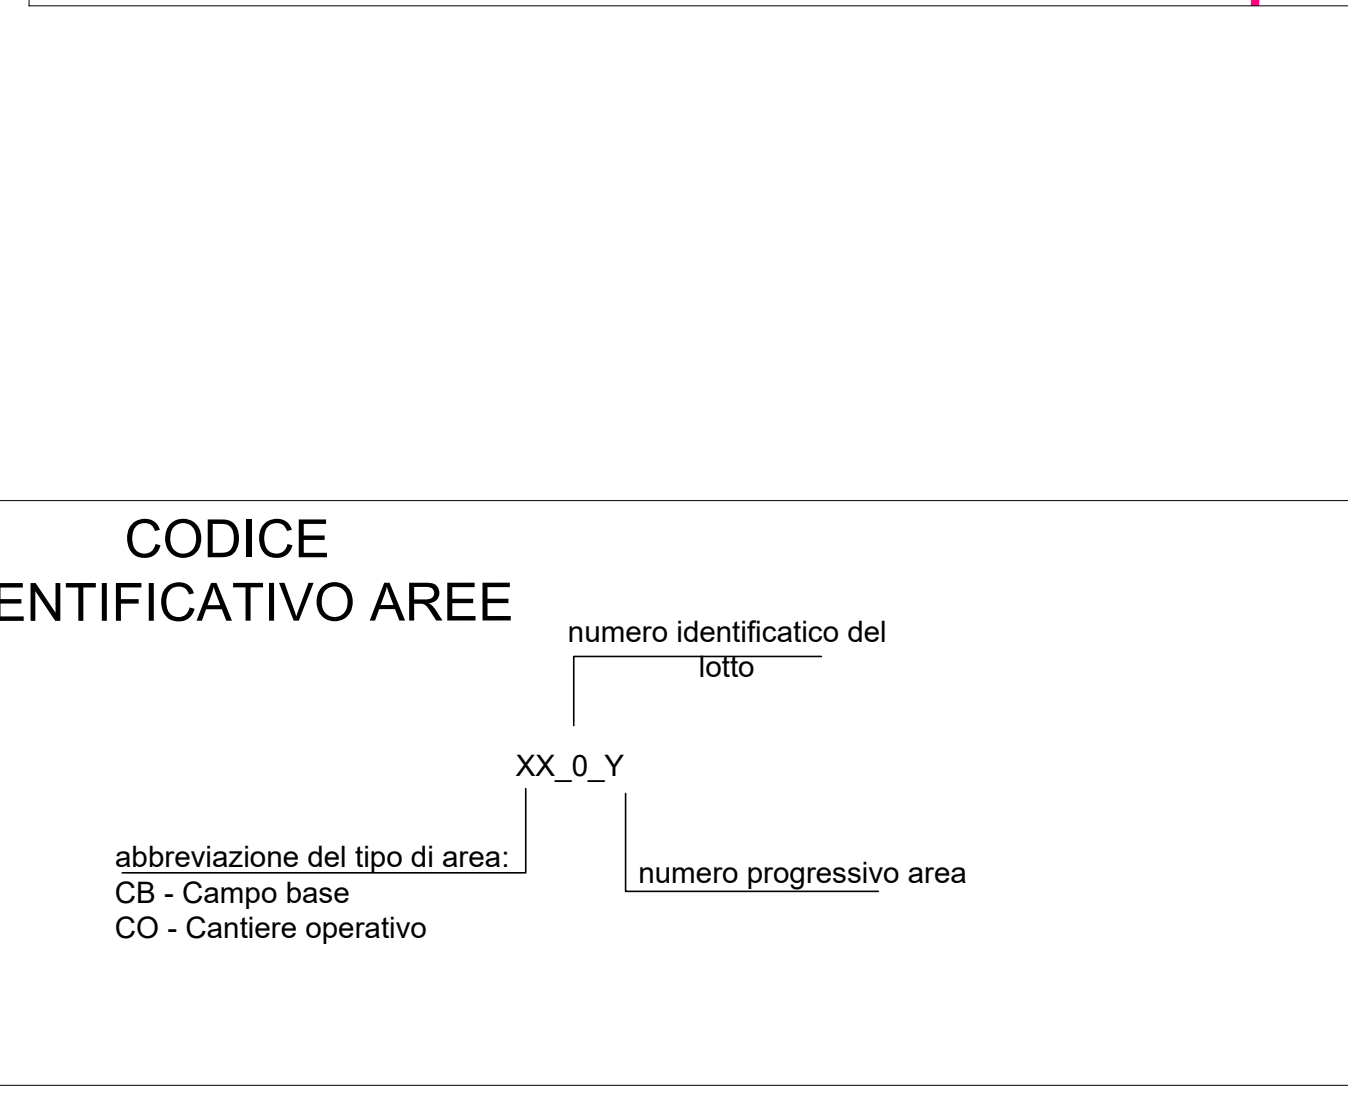 CODICE
ENTIFICATIVO AREE
numero identificatico del
lotto
XX_0_Y
abbreviazione del tipo di area:
CB - Campo base
CO - Cantiere operativo
numero progressivo area